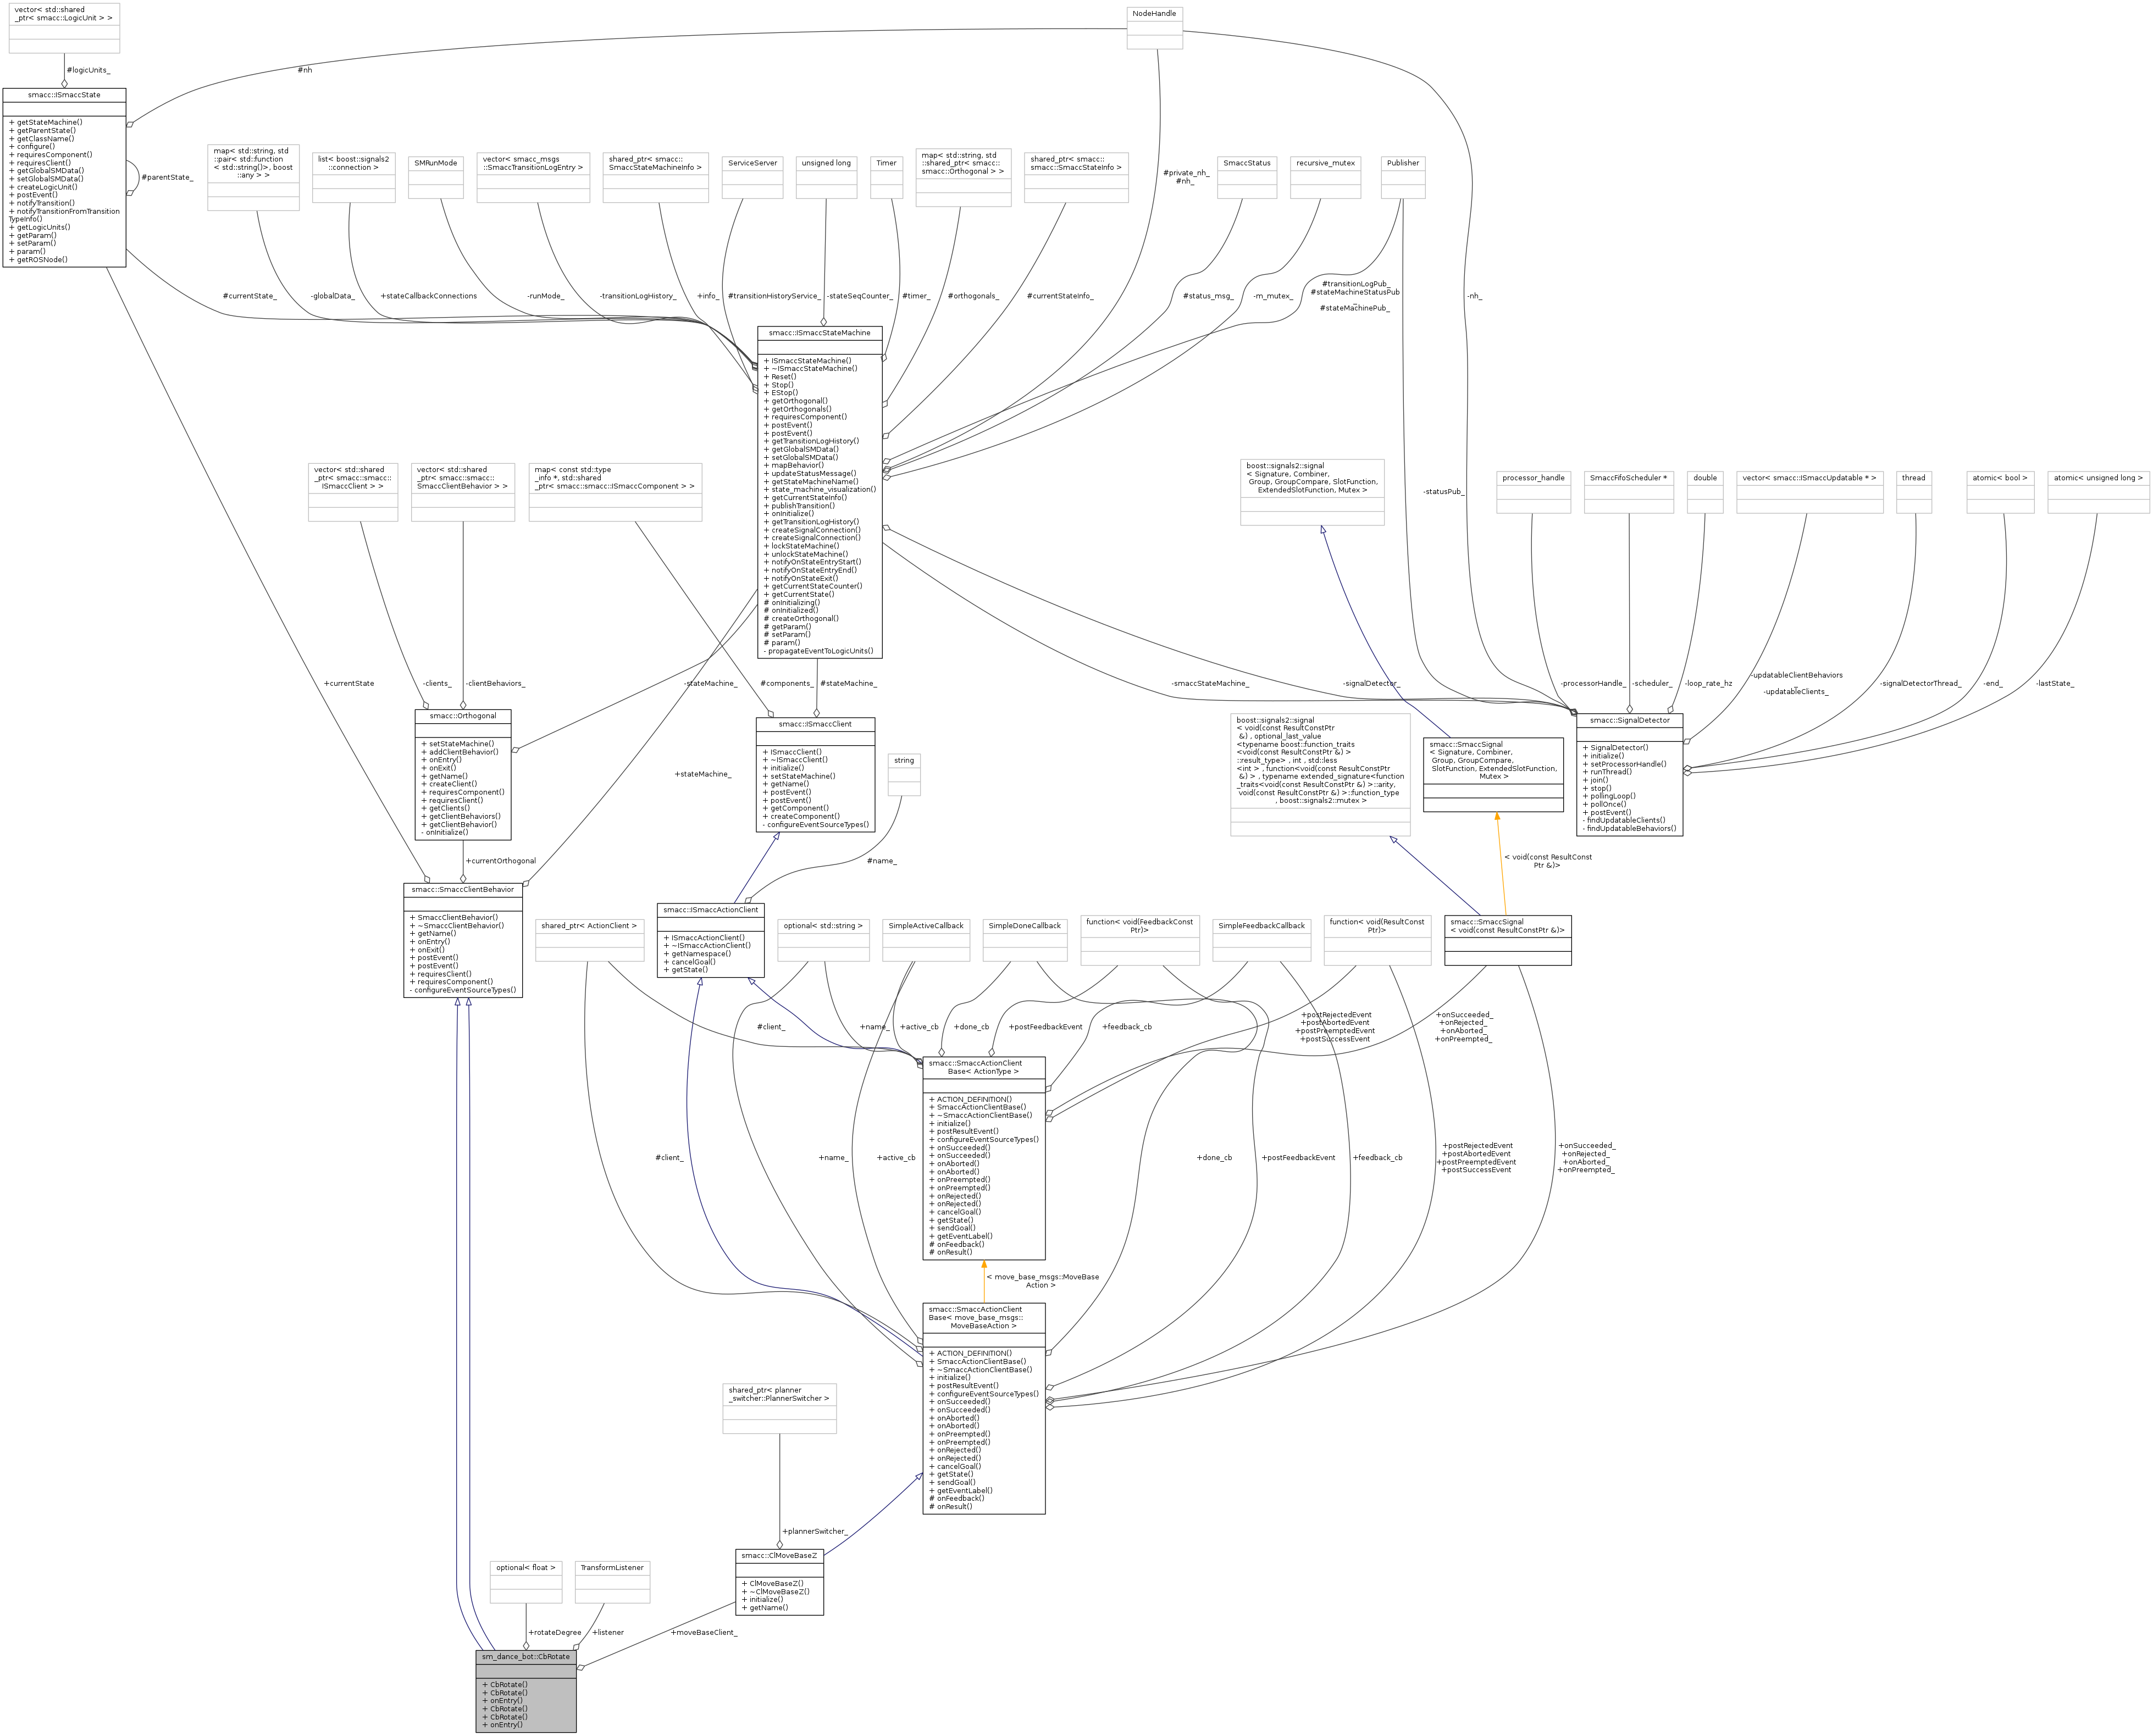 vector< std::shared
_ptr< smacc::LogicUnit > >
NodeHandle
#logicUnits_
#nh
smacc::ISmaccState
+ getStateMachine()
+ getParentState()
+ getClassName()
+ configure()
+ requiresComponent()
+ requiresClient()
+ getGlobalSMData()
+ setGlobalSMData()
+ createLogicUnit()
+ postEvent()
+ notifyTransition()
+ notifyTransitionFromTransition
TypeInfo()
+ getLogicUnits()
+ getParam()
+ setParam()
+ param()
+ getROSNode()
#parentState_
map< std::string, std
::pair< std::function
< std::string()>, boost
::any > >
list< boost::signals2
::connection >
SMRunMode
vector< smacc_msgs
::SmaccTransitionLogEntry >
shared_ptr< smacc::
SmaccStateMachineInfo >
ServiceServer
unsigned long
Timer
map< std::string, std
::shared_ptr< smacc::
smacc::Orthogonal > >
shared_ptr< smacc::
smacc::SmaccStateInfo >
#private_nh_
#nh_
SmaccStatus
recursive_mutex
Publisher
#currentState_
-globalData_
+stateCallbackConnections
-runMode_
-transitionLogHistory_
+info_
#transitionHistoryService_
-stateSeqCounter_
#timer_
#orthogonals_
#currentStateInfo_
#status_msg_
-m_mutex_
#transitionLogPub_
#stateMachineStatusPub
_
#stateMachinePub_
-nh_
smacc::ISmaccStateMachine
+ ISmaccStateMachine()
+ ~ISmaccStateMachine()
+ Reset()
+ Stop()
+ EStop()
+ getOrthogonal()
+ getOrthogonals()
+ requiresComponent()
+ postEvent()
+ postEvent()
+ getTransitionLogHistory()
+ getGlobalSMData()
+ setGlobalSMData()
+ mapBehavior()
+ updateStatusMessage()
+ getStateMachineName()
+ state_machine_visualization()
+ getCurrentStateInfo()
+ publishTransition()
+ onInitialize()
+ getTransitionLogHistory()
+ createSignalConnection()
+ createSignalConnection()
+ lockStateMachine()
+ unlockStateMachine()
+ notifyOnStateEntryStart()
+ notifyOnStateEntryEnd()
+ notifyOnStateExit()
+ getCurrentStateCounter()
+ getCurrentState()
# onInitializing()
# onInitialized()
# createOrthogonal()
# getParam()
# setParam()
# param()
- propagateEventToLogicUnits()
vector< std::shared
_ptr< smacc::smacc::
ISmaccClient > >
vector< std::shared
_ptr< smacc::smacc::
SmaccClientBehavior > >
map< const std::type
_info *, std::shared
_ptr< smacc::smacc::ISmaccComponent > >
boost::signals2::signal
< Signature, Combiner,
Group, GroupCompare, SlotFunction,
ExtendedSlotFunction, Mutex >
-statusPub_
processor_handle
SmaccFifoScheduler *
double
vector< smacc::ISmaccUpdatable * >
thread
atomic< bool >
atomic< unsigned long >
+currentState
-clients_
-clientBehaviors_
-stateMachine_
#components_
#stateMachine_
-smaccStateMachine_
-signalDetector_
-processorHandle_
-scheduler_
-loop_rate_hz
-updatableClientBehaviors
_
-updatableClients_
-signalDetectorThread_
-end_
-lastState_
smacc::Orthogonal
+ setStateMachine()
+ addClientBehavior()
+ onEntry()
+ onExit()
+ getName()
+ createClient()
+ requiresComponent()
+ requiresClient()
+ getClients()
+ getClientBehaviors()
+ getClientBehavior()
- onInitialize()
+stateMachine_
smacc::ISmaccClient
+ ISmaccClient()
+ ~ISmaccClient()
+ initialize()
+ setStateMachine()
+ getName()
+ postEvent()
+ postEvent()
+ getComponent()
+ createComponent()
- configureEventSourceTypes()
string
boost::signals2::signal
< void(const ResultConstPtr
&) , optional_last_value
<typename boost::function_traits
<void(const ResultConstPtr &) >
::result_type> , int , std::less
<int > , function<void(const ResultConstPtr
&) > , typename extended_signature<function
_traits<void(const ResultConstPtr &) >::arity,
void(const ResultConstPtr &) >::function_type
, boost::signals2::mutex >
smacc::SmaccSignal
< Signature, Combiner,
Group, GroupCompare,
SlotFunction, ExtendedSlotFunction,
Mutex >
smacc::SignalDetector
+ SignalDetector()
+ initialize()
+ setProcessorHandle()
+ runThread()
+ join()
+ stop()
+ pollingLoop()
+ pollOnce()
+ postEvent()
- findUpdatableClients()
- findUpdatableBehaviors()
+currentOrthogonal
#name_
< void(const ResultConst
Ptr &)>
smacc::SmaccClientBehavior
+ SmaccClientBehavior()
+ ~SmaccClientBehavior()
+ getName()
+ onEntry()
+ onExit()
+ postEvent()
+ postEvent()
+ requiresClient()
+ requiresComponent()
- configureEventSourceTypes()
shared_ptr< ActionClient >
smacc::ISmaccActionClient
+ ISmaccActionClient()
+ ~ISmaccActionClient()
+ getNamespace()
+ cancelGoal()
+ getState()
optional< std::string >
SimpleActiveCallback
SimpleDoneCallback
function< void(FeedbackConst
Ptr)>
SimpleFeedbackCallback
function< void(ResultConst
Ptr)>
smacc::SmaccSignal
< void(const ResultConstPtr &)>
#client_
+name_
+active_cb
+done_cb
+postFeedbackEvent
+feedback_cb
+postRejectedEvent
+postAbortedEvent
+postPreemptedEvent
+postSuccessEvent
+onSucceeded_
+onRejected_
+onAborted_
+onPreempted_
smacc::SmaccActionClient
Base< ActionType >
+ ACTION_DEFINITION()
+ SmaccActionClientBase()
+ ~SmaccActionClientBase()
+ initialize()
+ postResultEvent()
+ configureEventSourceTypes()
+ onSucceeded()
+ onSucceeded()
+ onAborted()
+ onAborted()
+ onPreempted()
+ onPreempted()
+ onRejected()
+ onRejected()
+ cancelGoal()
+ getState()
+ sendGoal()
+ getEventLabel()
# onFeedback()
# onResult()
#client_
+name_
+active_cb
+done_cb
+postFeedbackEvent
+feedback_cb
+postRejectedEvent
+postAbortedEvent
+postPreemptedEvent
+postSuccessEvent
+onSucceeded_
+onRejected_
+onAborted_
+onPreempted_
< move_base_msgs::MoveBase
Action >
smacc::SmaccActionClient
Base< move_base_msgs::
MoveBaseAction >
+ ACTION_DEFINITION()
+ SmaccActionClientBase()
+ ~SmaccActionClientBase()
+ initialize()
+ postResultEvent()
+ configureEventSourceTypes()
+ onSucceeded()
+ onSucceeded()
+ onAborted()
+ onAborted()
+ onPreempted()
+ onPreempted()
+ onRejected()
+ onRejected()
+ cancelGoal()
+ getState()
+ sendGoal()
+ getEventLabel()
# onFeedback()
# onResult()
shared_ptr< planner
_switcher::PlannerSwitcher >
+plannerSwitcher_
smacc::ClMoveBaseZ
+ ClMoveBaseZ()
+ ~ClMoveBaseZ()
+ initialize()
+ getName()
optional< float >
TransformListener
+rotateDegree
+listener
+moveBaseClient_
sm_dance_bot::CbRotate
+ CbRotate()
+ CbRotate()
+ onEntry()
+ CbRotate()
+ CbRotate()
+ onEntry()